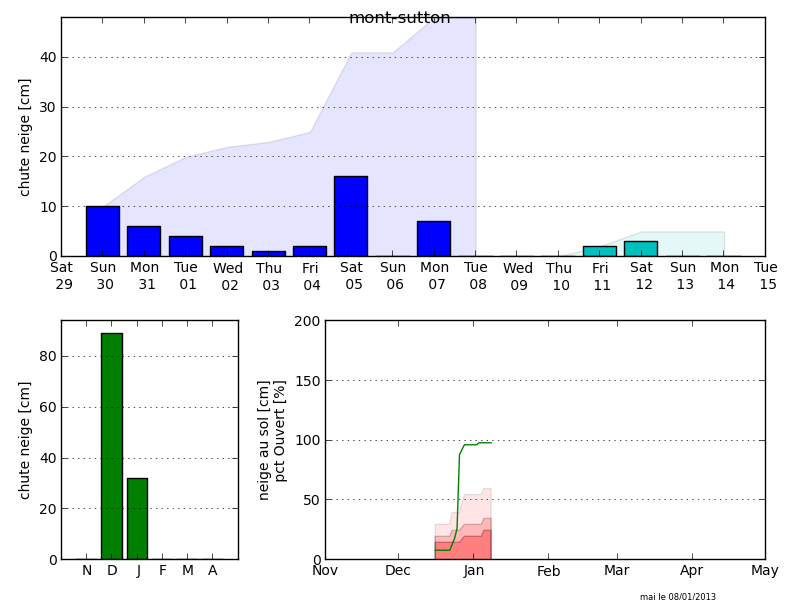 mont-sutton
chute neige [cm]
40
30
20
10
0
Sat Sun Mon Tue Wed Thu Fri Sat Sun Mon Tue Wed Thu Fri Sat Sun Mon Tue
29 30 31 01 02 03 04 05 06 07 08 09 10 11 12 13 14 15
chute neige [cm]
80
60
40
20
0
N D J F M A
neige au sol [cm]
pct Ouvert [%]
200
150
100
50
0
Nov Dec Jan Feb Mar Apr May
mai le 08/01/2013